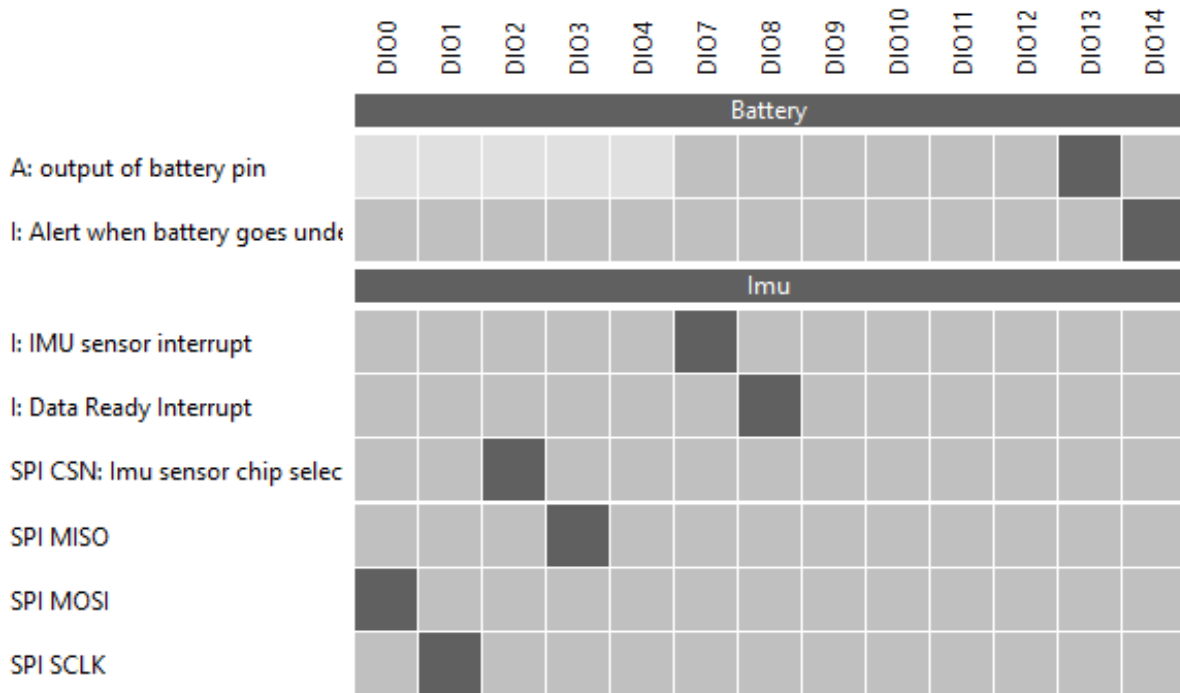 DIO0 DIO1 DIO2 DIO3 DIO4 DIO7 DIO8 DIO9 DIO10 DIO11 DIO12 DIO13 DIO14
Battery
A: output of battery pin
I: Alert when battery goes unde
Imu
I: IMU sensor interrupt
I: Data Ready Interrupt
SPI CSN: Imu sensor chip selec
SPI MISO
SPI MOSI
SPI SCLK